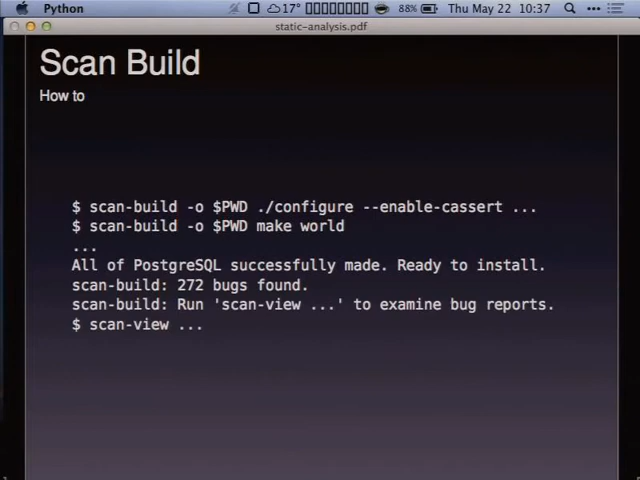 Python
17°
88%
Thu May 22 10:37
static-analysis.pdf
Scan Build
How to
$ scan-build -o $PWD ./configure --enable-cassert ...
$ scan-build -o $PWD make world
...
All of PostgreSQL successfully made. Ready to install.
scan-build: 272 bugs found.
scan-build: Run 'scan-view ...' to examine bug reports.
$ scan-view ...